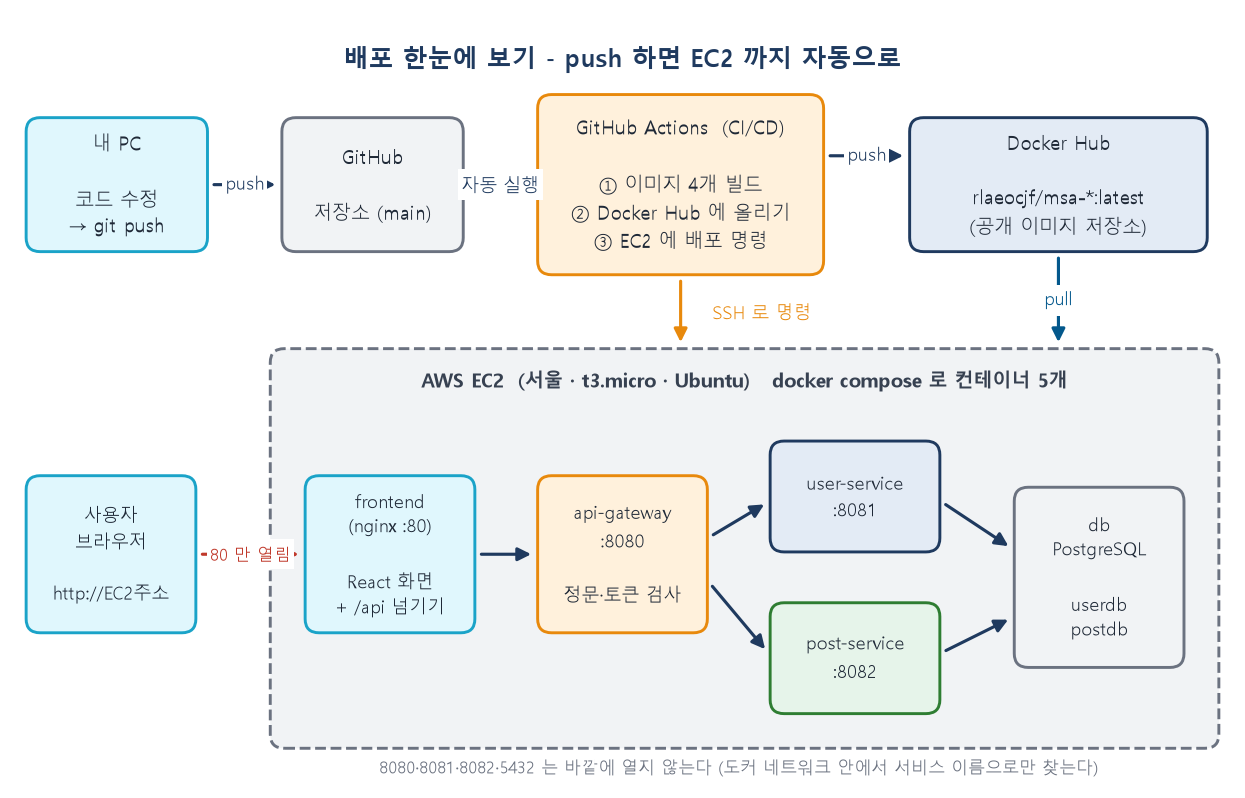 배포 한눈에 보기 - push 하면 EC2 까지 자동으로
내 PC
코드 수정
→ git push
push
GitHub
저장소 (main)
자동 실행
GitHub Actions (CI/CD)
① 이미지 4개 빌드
② Docker Hub 에 올리기
③ EC2 에 배포 명령
push
Docker Hub
rlaeocjf/msa-*:latest
(공개 이미지 저장소)
SSH 로 명령
pull
AWS EC2 (서울 · t3.micro · Ubuntu) docker compose 로 컨테이너 5개
사용자
브라우저
http://EC2주소
80 만 열림
frontend
(nginx :80)
React 화면
+ /api 넘기기
api-gateway
:8080
정문·토큰 검사
user-service
:8081
post-service
:8082
db
PostgreSQL
userdb
postdb
8080·8081·8082·5432 는 바깥에 열지 않는다 (도커 네트워크 안에서 서비스 이름으로만 찾는다)